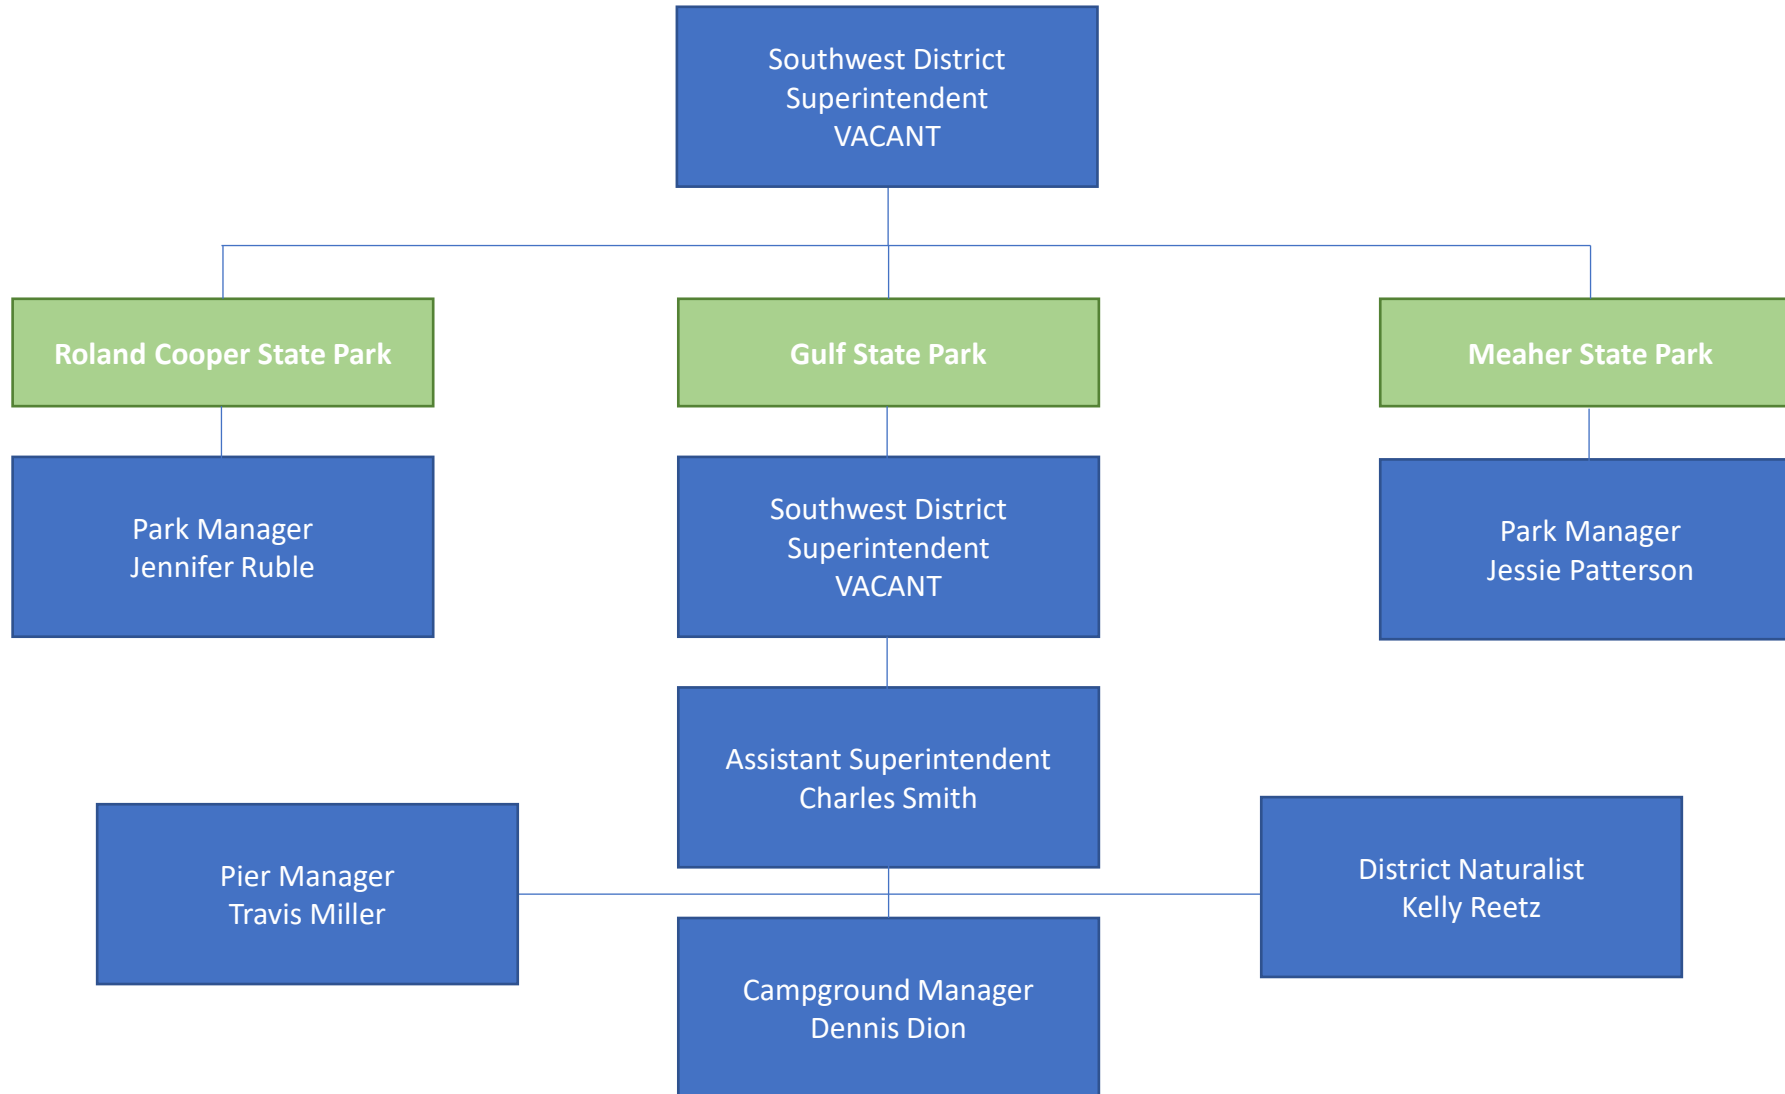 Southwest District
Superintendent
VACANT
Roland Cooper State Park
Gulf State Park
Meaher State Park
Park Manager
Jennifer Ruble
Southwest District
Superintendent
VACANT
Park Manager
Jessie Patterson
Assistant Superintendent
Charles Smith
Pier Manager
Travis Miller
District Naturalist
Kelly Reetz
Campground Manager
Dennis Dion